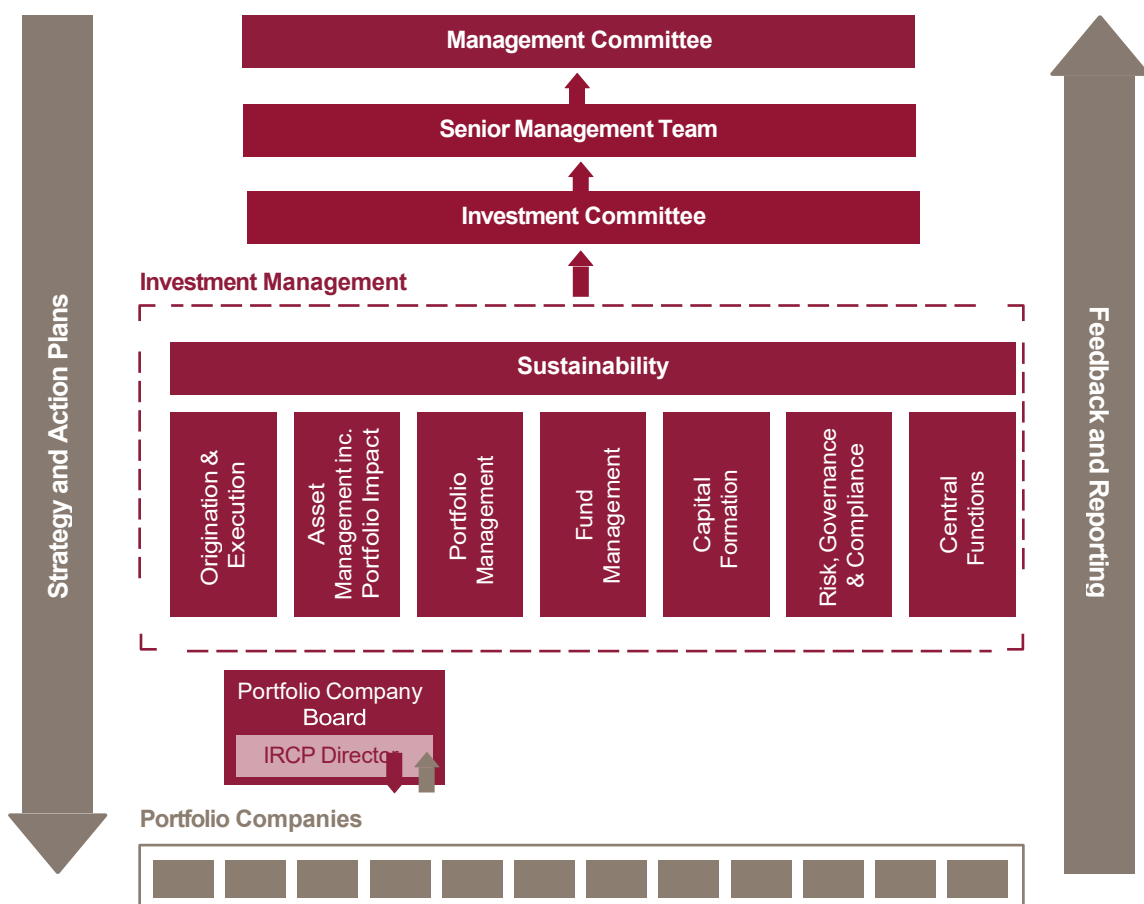 Management Committee
Senior Management Team
Investment Committee
Investment Management
Strategy and Action Plans
Feedback and Reporting
Sustainability
Origination &
Execution
Asset
Management inc.
Portfolio Impact
Portfolio
Management
Fund
Management
Capital
Formation
Risk, Governance
& Compliance
Central
Functions
Portfolio Company
Board
IRCP Director
Portfolio Companies